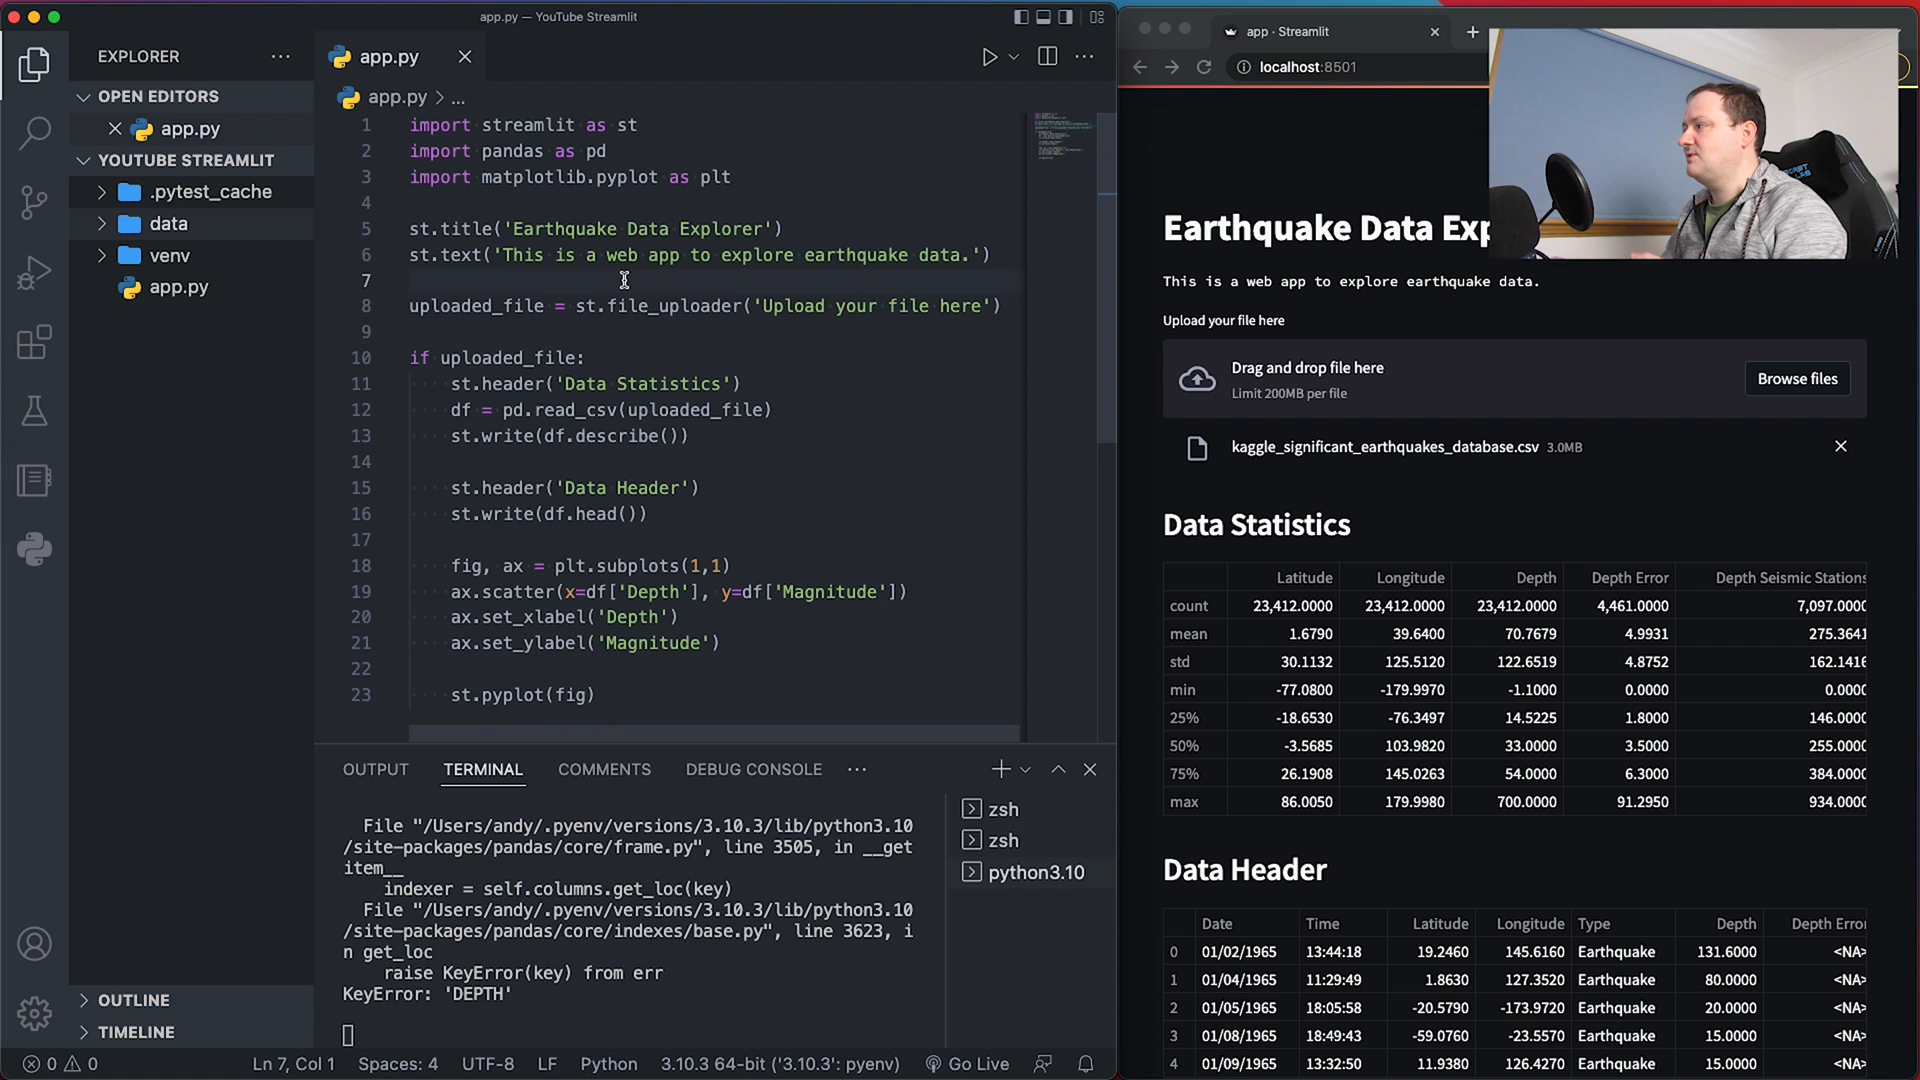 app.py — YouTube Streamlit
EXPLORER
OPEN EDITORS
app.py
YOUTUBE STREAMLIT
.pytest_cache
data
venv
app.py
OUTLINE
TIMELINE
app.py
app.py > ...
1 import streamlit as st
2 import pandas as pd
3 import matplotlib.pyplot as plt
4
5 st.title('Earthquake Data Explorer')
6 st.text('This is a web app to explore earthquake data.')
7
8 uploaded_file = st.file_uploader('Upload your file here')
9
10 if uploaded_file:
11 st.header('Data Statistics')
12 df = pd.read_csv(uploaded_file)
13 st.write(df.describe())
14
15 st.header('Data Header')
16 st.write(df.head())
17
18 fig, ax = plt.subplots(1,1)
19 ax.scatter(x=df['Depth'], y=df['Magnitude'])
20 ax.set_xlabel('Depth')
21 ax.set_ylabel('Magnitude')
22
23 st.pyplot(fig)
OUTPUT TERMINAL COMMENTS DEBUG CONSOLE
File "/Users/andy/.pyenv/versions/3.10.3/lib/python3.10
/site-packages/pandas/core/frame.py", line 3505, in __get
item__
indexer = self.columns.get_loc(key)
File "/Users/andy/.pyenv/versions/3.10.3/lib/python3.10
/site-packages/pandas/core/indexes/base.py", line 3623, i
n get_loc
raise KeyError(key) from err
KeyError: 'DEPTH'
zsh
zsh
python3.10
0 0 Ln 7, Col 1 Spaces: 4 UTF-8 LF Python 3.10.3 64-bit ('3.10.3': pyenv) Go Live
app · Streamlit
localhost:8501
Earthquake Data Exp
This is a web app to explore earthquake data.
Upload your file here
Drag and drop file here
Limit 200MB per file
Browse files
kaggle_significant_earthquakes_database.csv 3.0MB
Data Statistics
Latitude Longitude Depth Depth Error Depth Seismic Stations
count 23,412.0000 23,412.0000 23,412.0000 4,461.0000 7,097.0000
mean 1.6790 39.6400 70.7679 4.9931 275.3641
std 30.1132 125.5120 122.6519 4.8752 162.1416
min -77.0800 -179.9970 -1.1000 0.0000 0.0000
25% -18.6530 -76.3497 14.5225 1.8000 146.0000
50% -3.5685 103.9820 33.0000 3.5000 255.0000
75% 26.1908 145.0263 54.0000 6.3000 384.0000
max 86.0050 179.9980 700.0000 91.2950 934.0000
Data Header
Date Time Latitude Longitude Type Depth Depth Error
0 01/02/1965 13:44:18 19.2460 145.6160 Earthquake 131.6000 <NA>
1 01/04/1965 11:29:49 1.8630 127.3520 Earthquake 80.0000 <NA>
2 01/05/1965 18:05:58 -20.5790 -173.9720 Earthquake 20.0000 <NA>
3 01/08/1965 18:49:43 -59.0760 -23.5570 Earthquake 15.0000 <NA>
4 01/09/1965 13:32:50 11.9380 126.4270 Earthquake 15.0000 <NA>